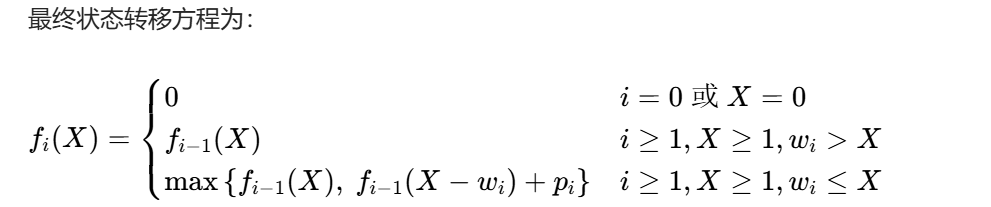 最终状态转移方程为：
f_i(X) = { 0    i = 0 或 X = 0
f_{i−1}(X)    i ≥ 1, X ≥ 1, w_i > X
max {f_{i−1}(X), f_{i−1}(X − w_i) + p_i}    i ≥ 1, X ≥ 1, w_i ≤ X